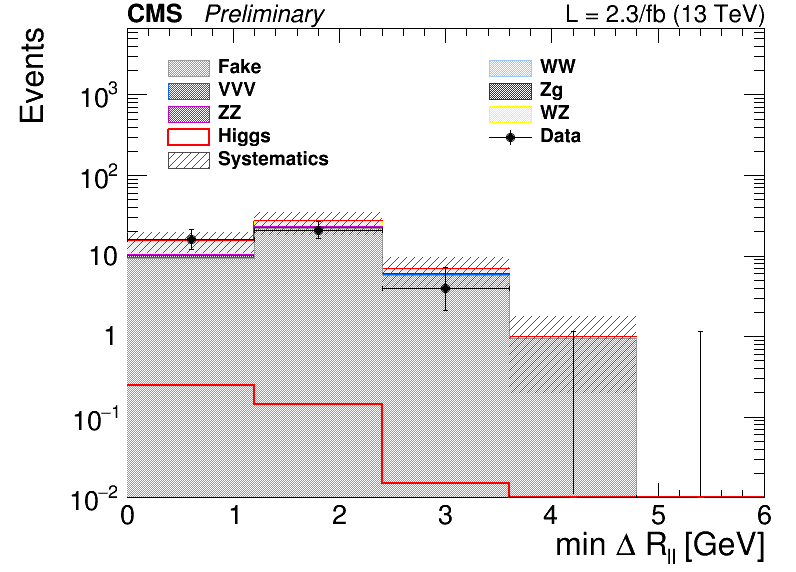 CMS Preliminary L = 2.3/fb (13 TeV)
Events
Fake WW
VVV Zg
ZZ WZ
Higgs Data
Systematics
10³
10²
10
1
10⁻¹
10⁻²
0 1 2 3 4 5 6
min Δ R_ll [GeV]